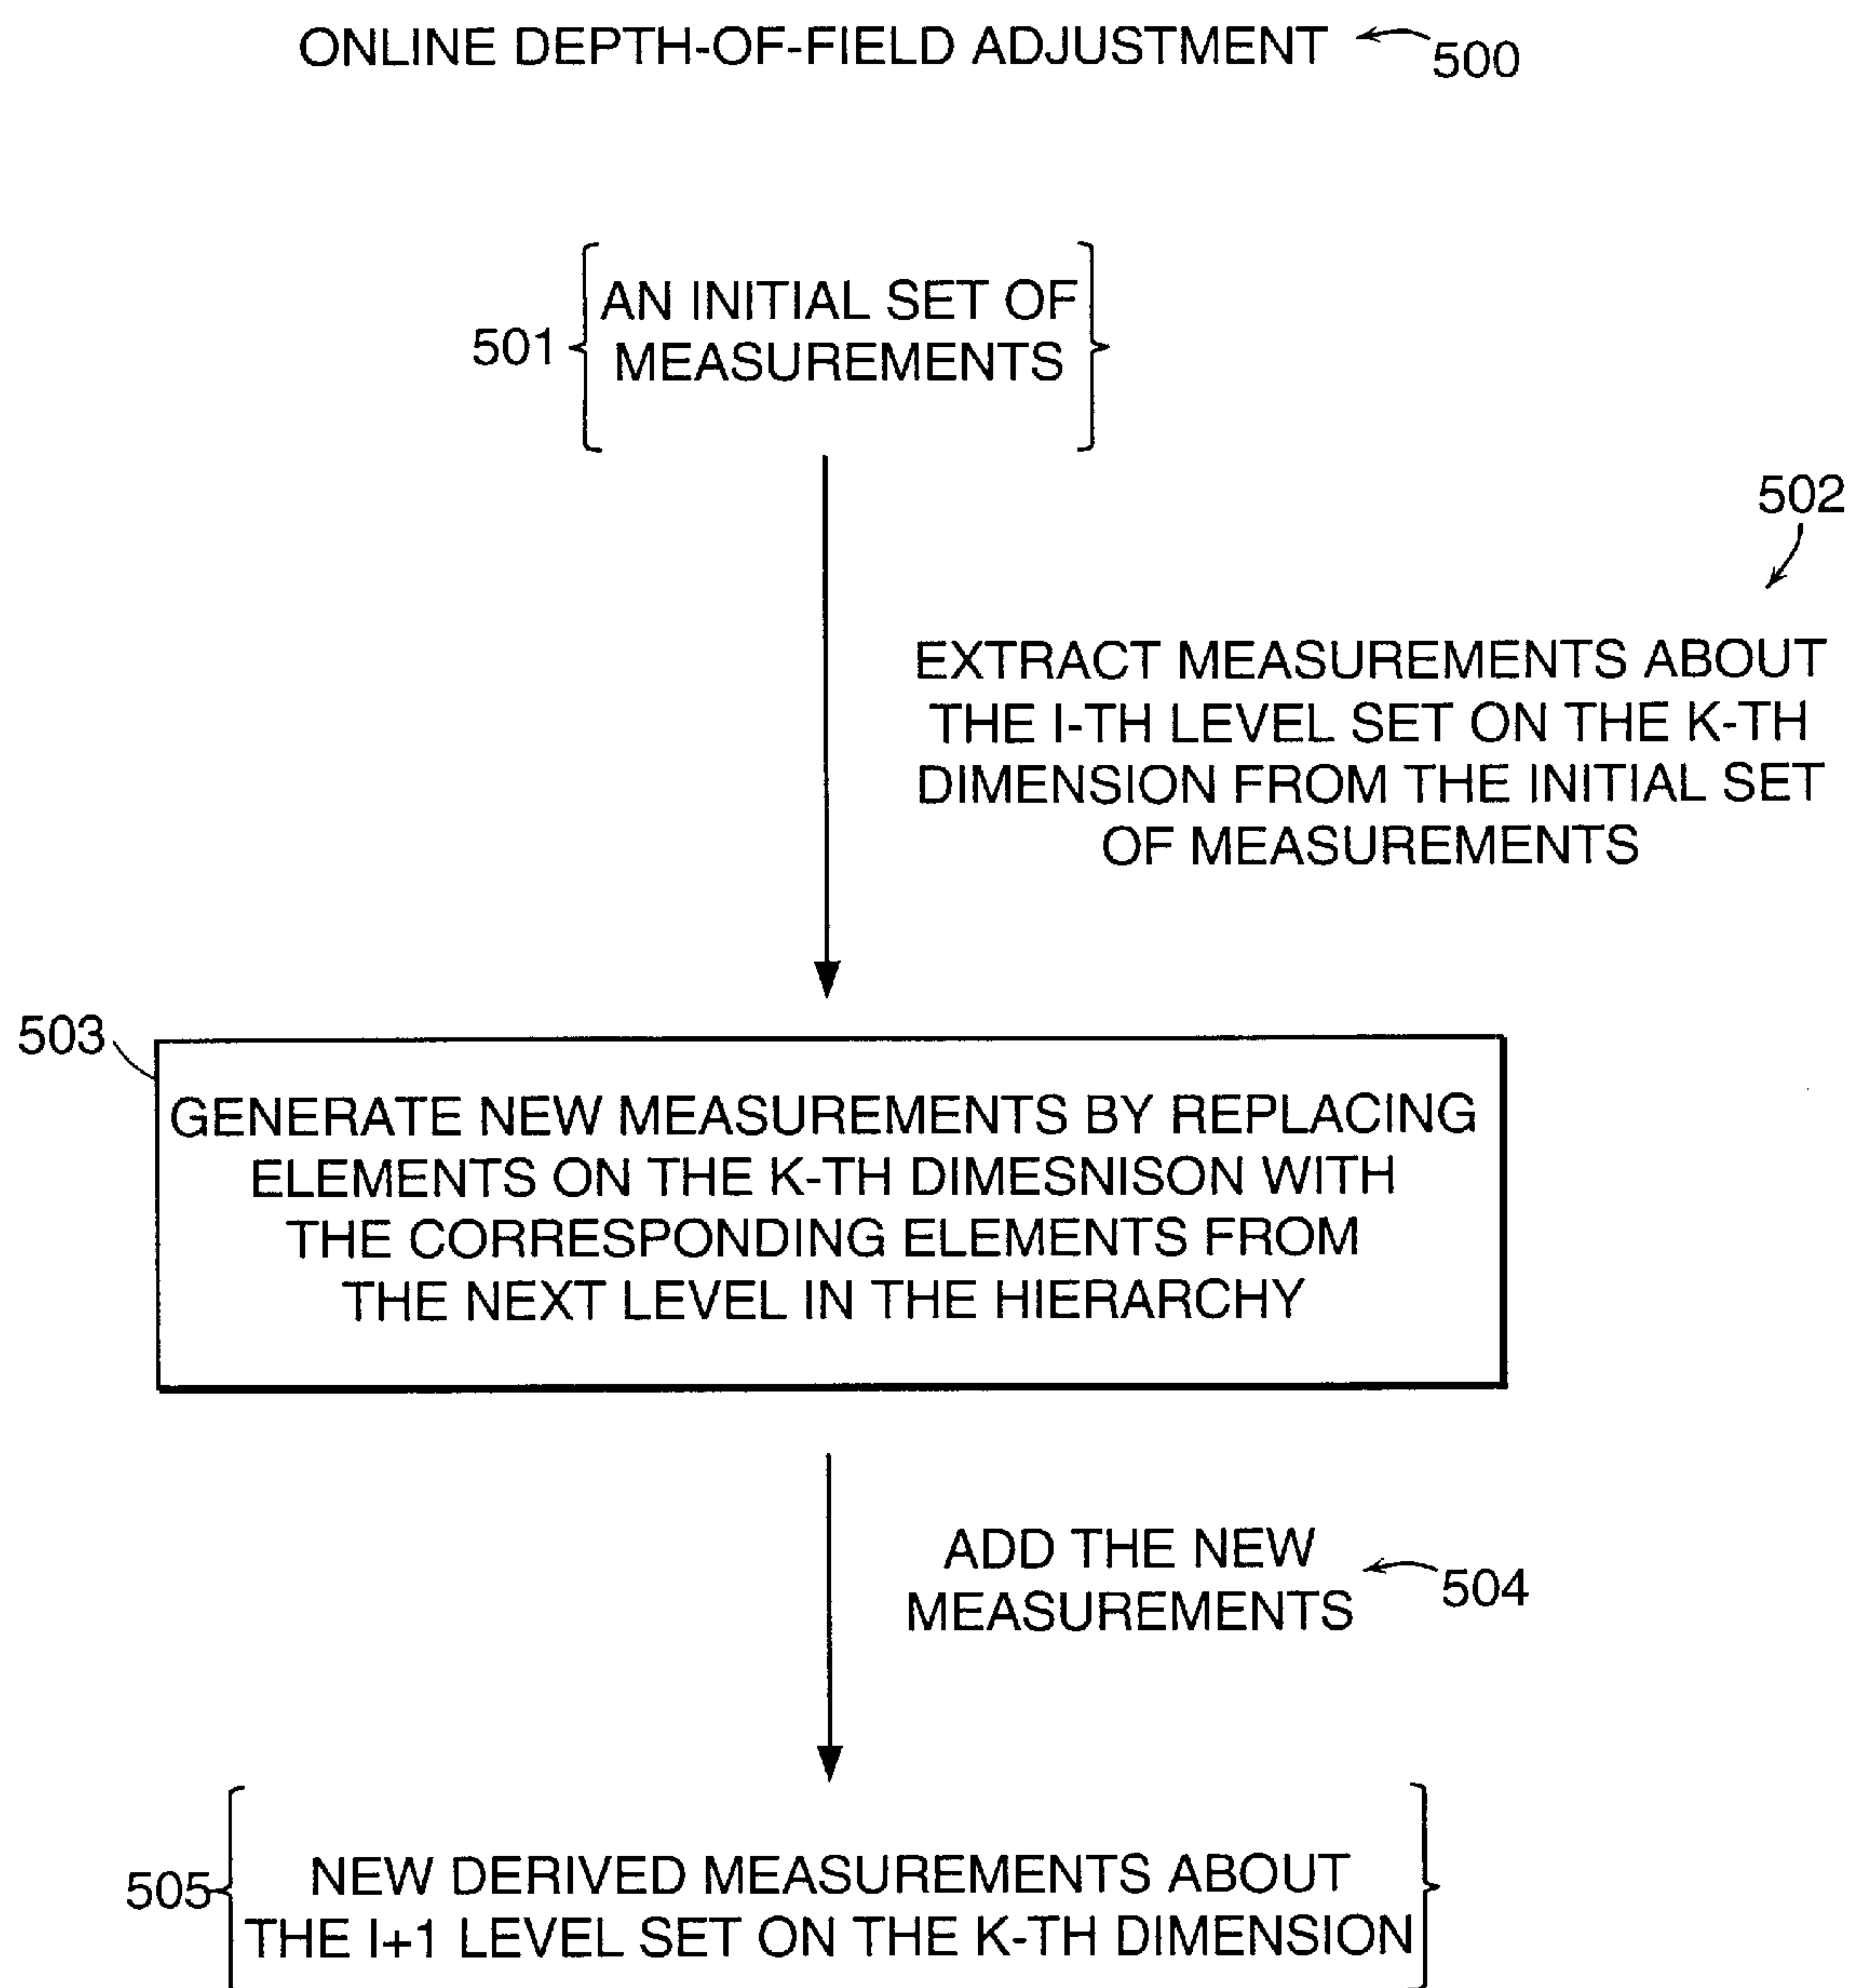 ONLINE DEPTH-OF-FIELD ADJUSTMENT 500
AN INITIAL SET OF
501
MEASUREMENTS
502
EXTRACT MEASUREMENTS ABOUT
THE I-TH LEVEL SET ON THE K-TH
DIMENSION FROM THE INITIAL SET
OF MEASUREMENTS
503
GENERATE NEW MEASUREMENTS BY REPLACING
ELEMENTS ON THE K-TH DIMESNISON WITH
THE CORRESPONDING ELEMENTS FROM
THE NEXT LEVEL IN THE HIERARCHY
ADD THE NEW
MEASUREMENTS
504
505
NEW DERIVED MEASUREMENTS ABOUT
THE I+1 LEVEL SET ON THE K-TH DIMENSION